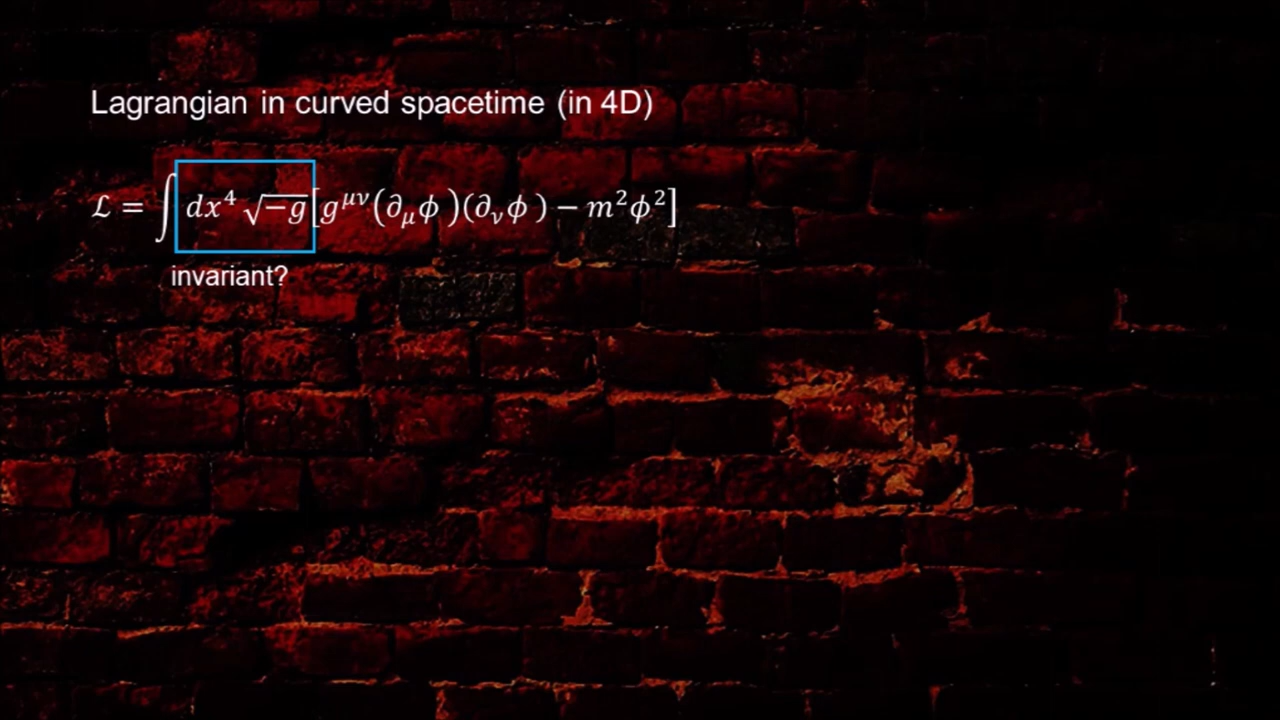 Lagrangian in curved spacetime (in 4D)
ℒ = ∫ dx⁴ √−g [g^{μν}(∂_μ ϕ )(∂_ν ϕ ) − m²ϕ²]
invariant?